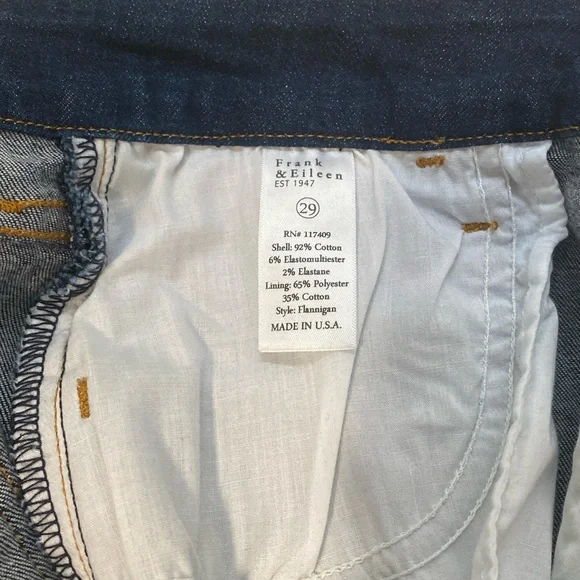 Frank
& Eileen
EST 1947
29
RN# 117409
Shell: 92% Cotton
6% Elastomultiester
2% Elastane
Lining: 65% Polyester
35% Cotton
Style: Flannigan
MADE IN U.S.A.